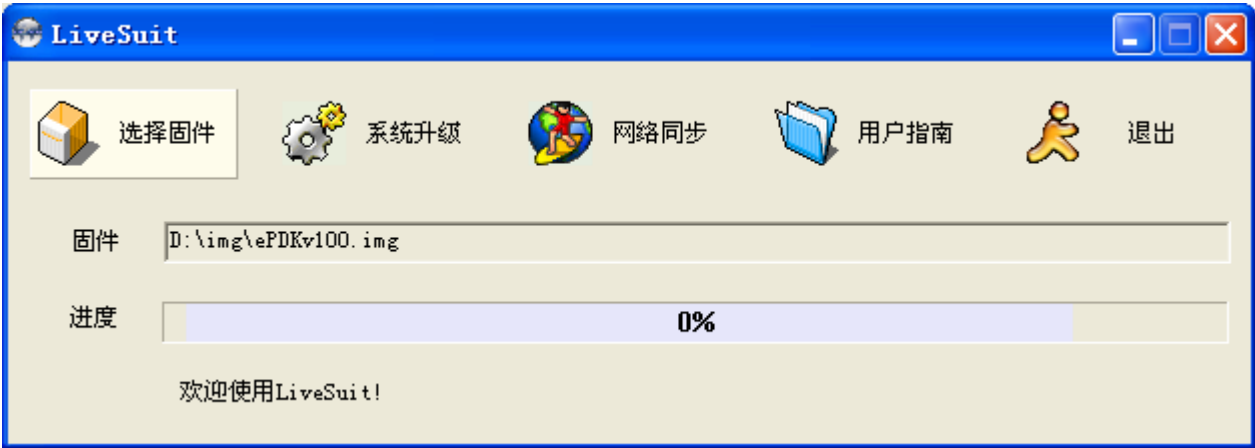 LiveSuit
选择固件 系统升级 网络同步 用户指南 退出
固件 D:\img\ePDKv100.img
进度 0%
欢迎使用LiveSuit!